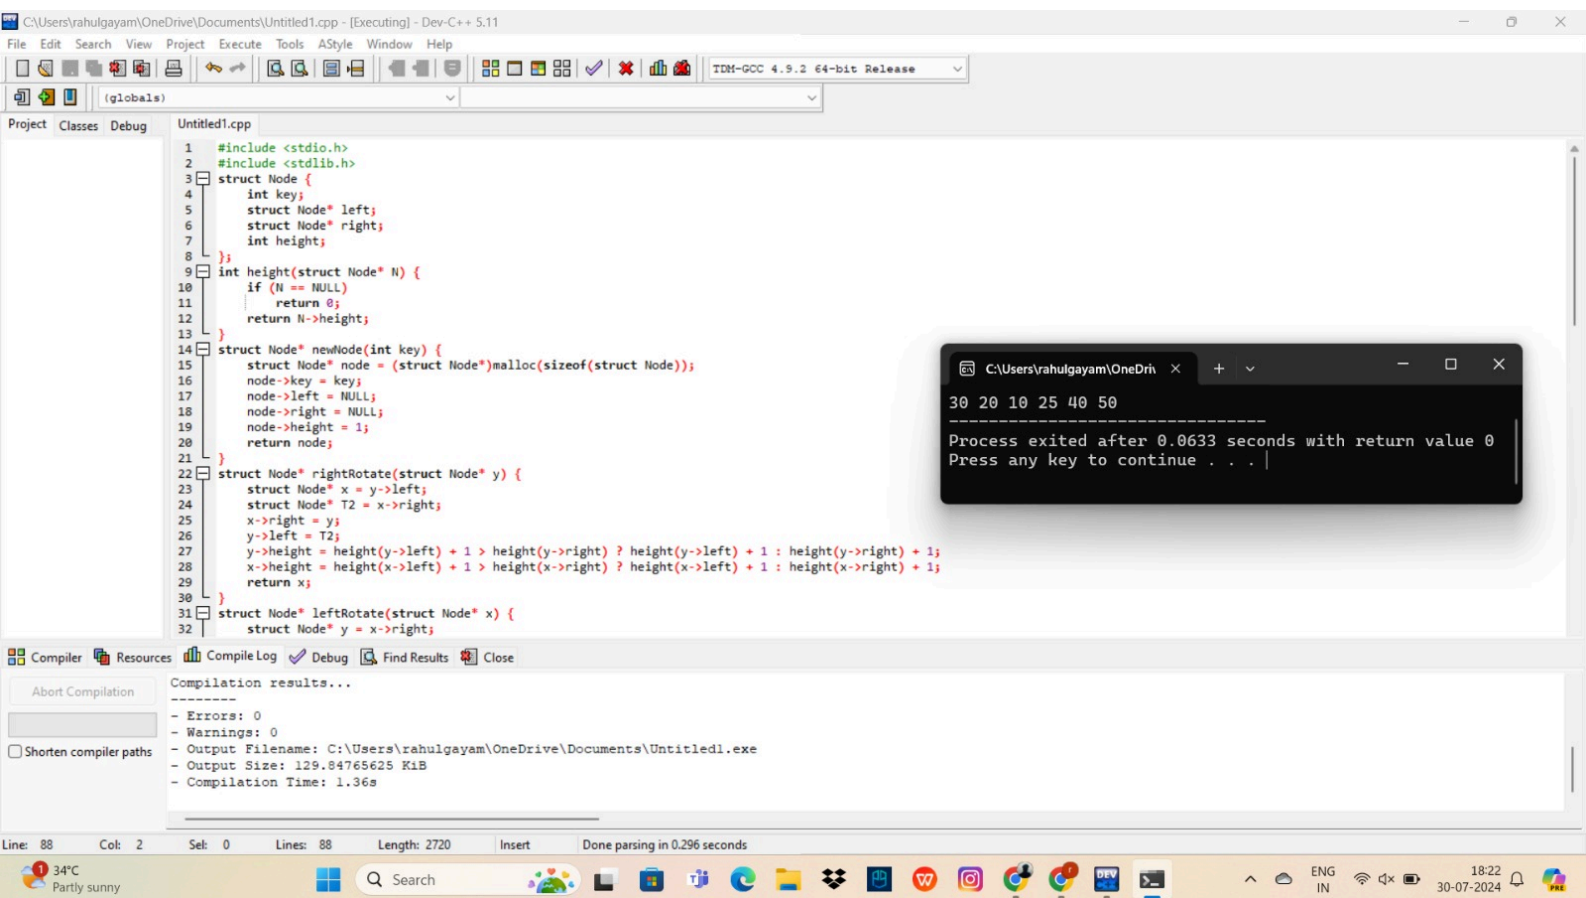 C:\Users\rahulgayam\OneDrive\Documents\Untitled1.cpp - [Executing] - Dev-C++ 5.11
File Edit Search View Project Execute Tools AStyle Window Help
TDM-GCC 4.9.2 64-bit Release
(globals)
Project Classes Debug
Untitled1.cpp
1 #include <stdio.h>
2 #include <stdlib.h>
3 struct Node {
4 int key;
5 struct Node* left;
6 struct Node* right;
7 int height;
8 };
9 int height(struct Node* N) {
10 if (N == NULL)
11 return 0;
12 return N->height;
13 }
14 struct Node* newNode(int key) {
15 struct Node* node = (struct Node*)malloc(sizeof(struct Node));
16 node->key = key;
17 node->left = NULL;
18 node->right = NULL;
19 node->height = 1;
20 return node;
21 }
22 struct Node* rightRotate(struct Node* y) {
23 struct Node* x = y->left;
24 struct Node* T2 = x->right;
25 x->right = y;
26 y->left = T2;
27 y->height = height(y->left) + 1 > height(y->right) ? height(y->left) + 1 : height(y->right) + 1;
28 x->height = height(x->left) + 1 > height(x->right) ? height(x->left) + 1 : height(x->right) + 1;
29 return x;
30 }
31 struct Node* leftRotate(struct Node* x) {
32 struct Node* y = x->right;
C:\Users\rahulgayam\OneDri
30 20 10 25 40 50
--------------------------------
Process exited after 0.0633 seconds with return value 0
Press any key to continue . . .
Compiler Resources Compile Log Debug Find Results Close
Abort Compilation
Shorten compiler paths
Compilation results...
--------
- Errors: 0
- Warnings: 0
- Output Filename: C:\Users\rahulgayam\OneDrive\Documents\Untitled1.exe
- Output Size: 129.84765625 KiB
- Compilation Time: 1.36s
Line: 88 Col: 2 Sel: 0 Lines: 88 Length: 2720 Insert Done parsing in 0.296 seconds
1
34°C
Partly sunny
Search
DEV
ENG
IN
18:22
30-07-2024
PRE